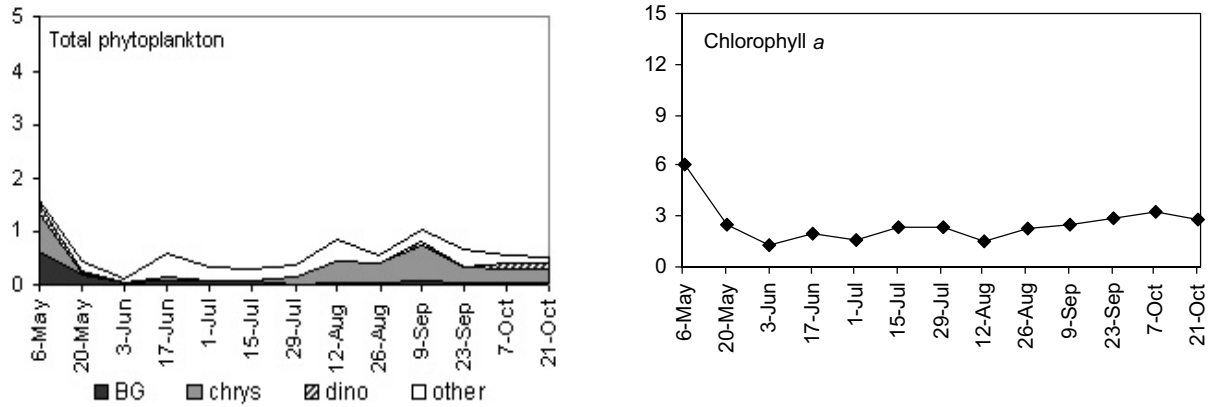 Total phytoplankton
5
4
3
2
1
0
6-May
20-May
3-Jun
17-Jun
1-Jul
15-Jul
29-Jul
12-Aug
26-Aug
9-Sep
23-Sep
7-Oct
21-Oct
BG chrys dino other
Chlorophyll a
15
12
9
6
3
0
6-May
20-May
3-Jun
17-Jun
1-Jul
15-Jul
29-Jul
12-Aug
26-Aug
9-Sep
23-Sep
7-Oct
21-Oct